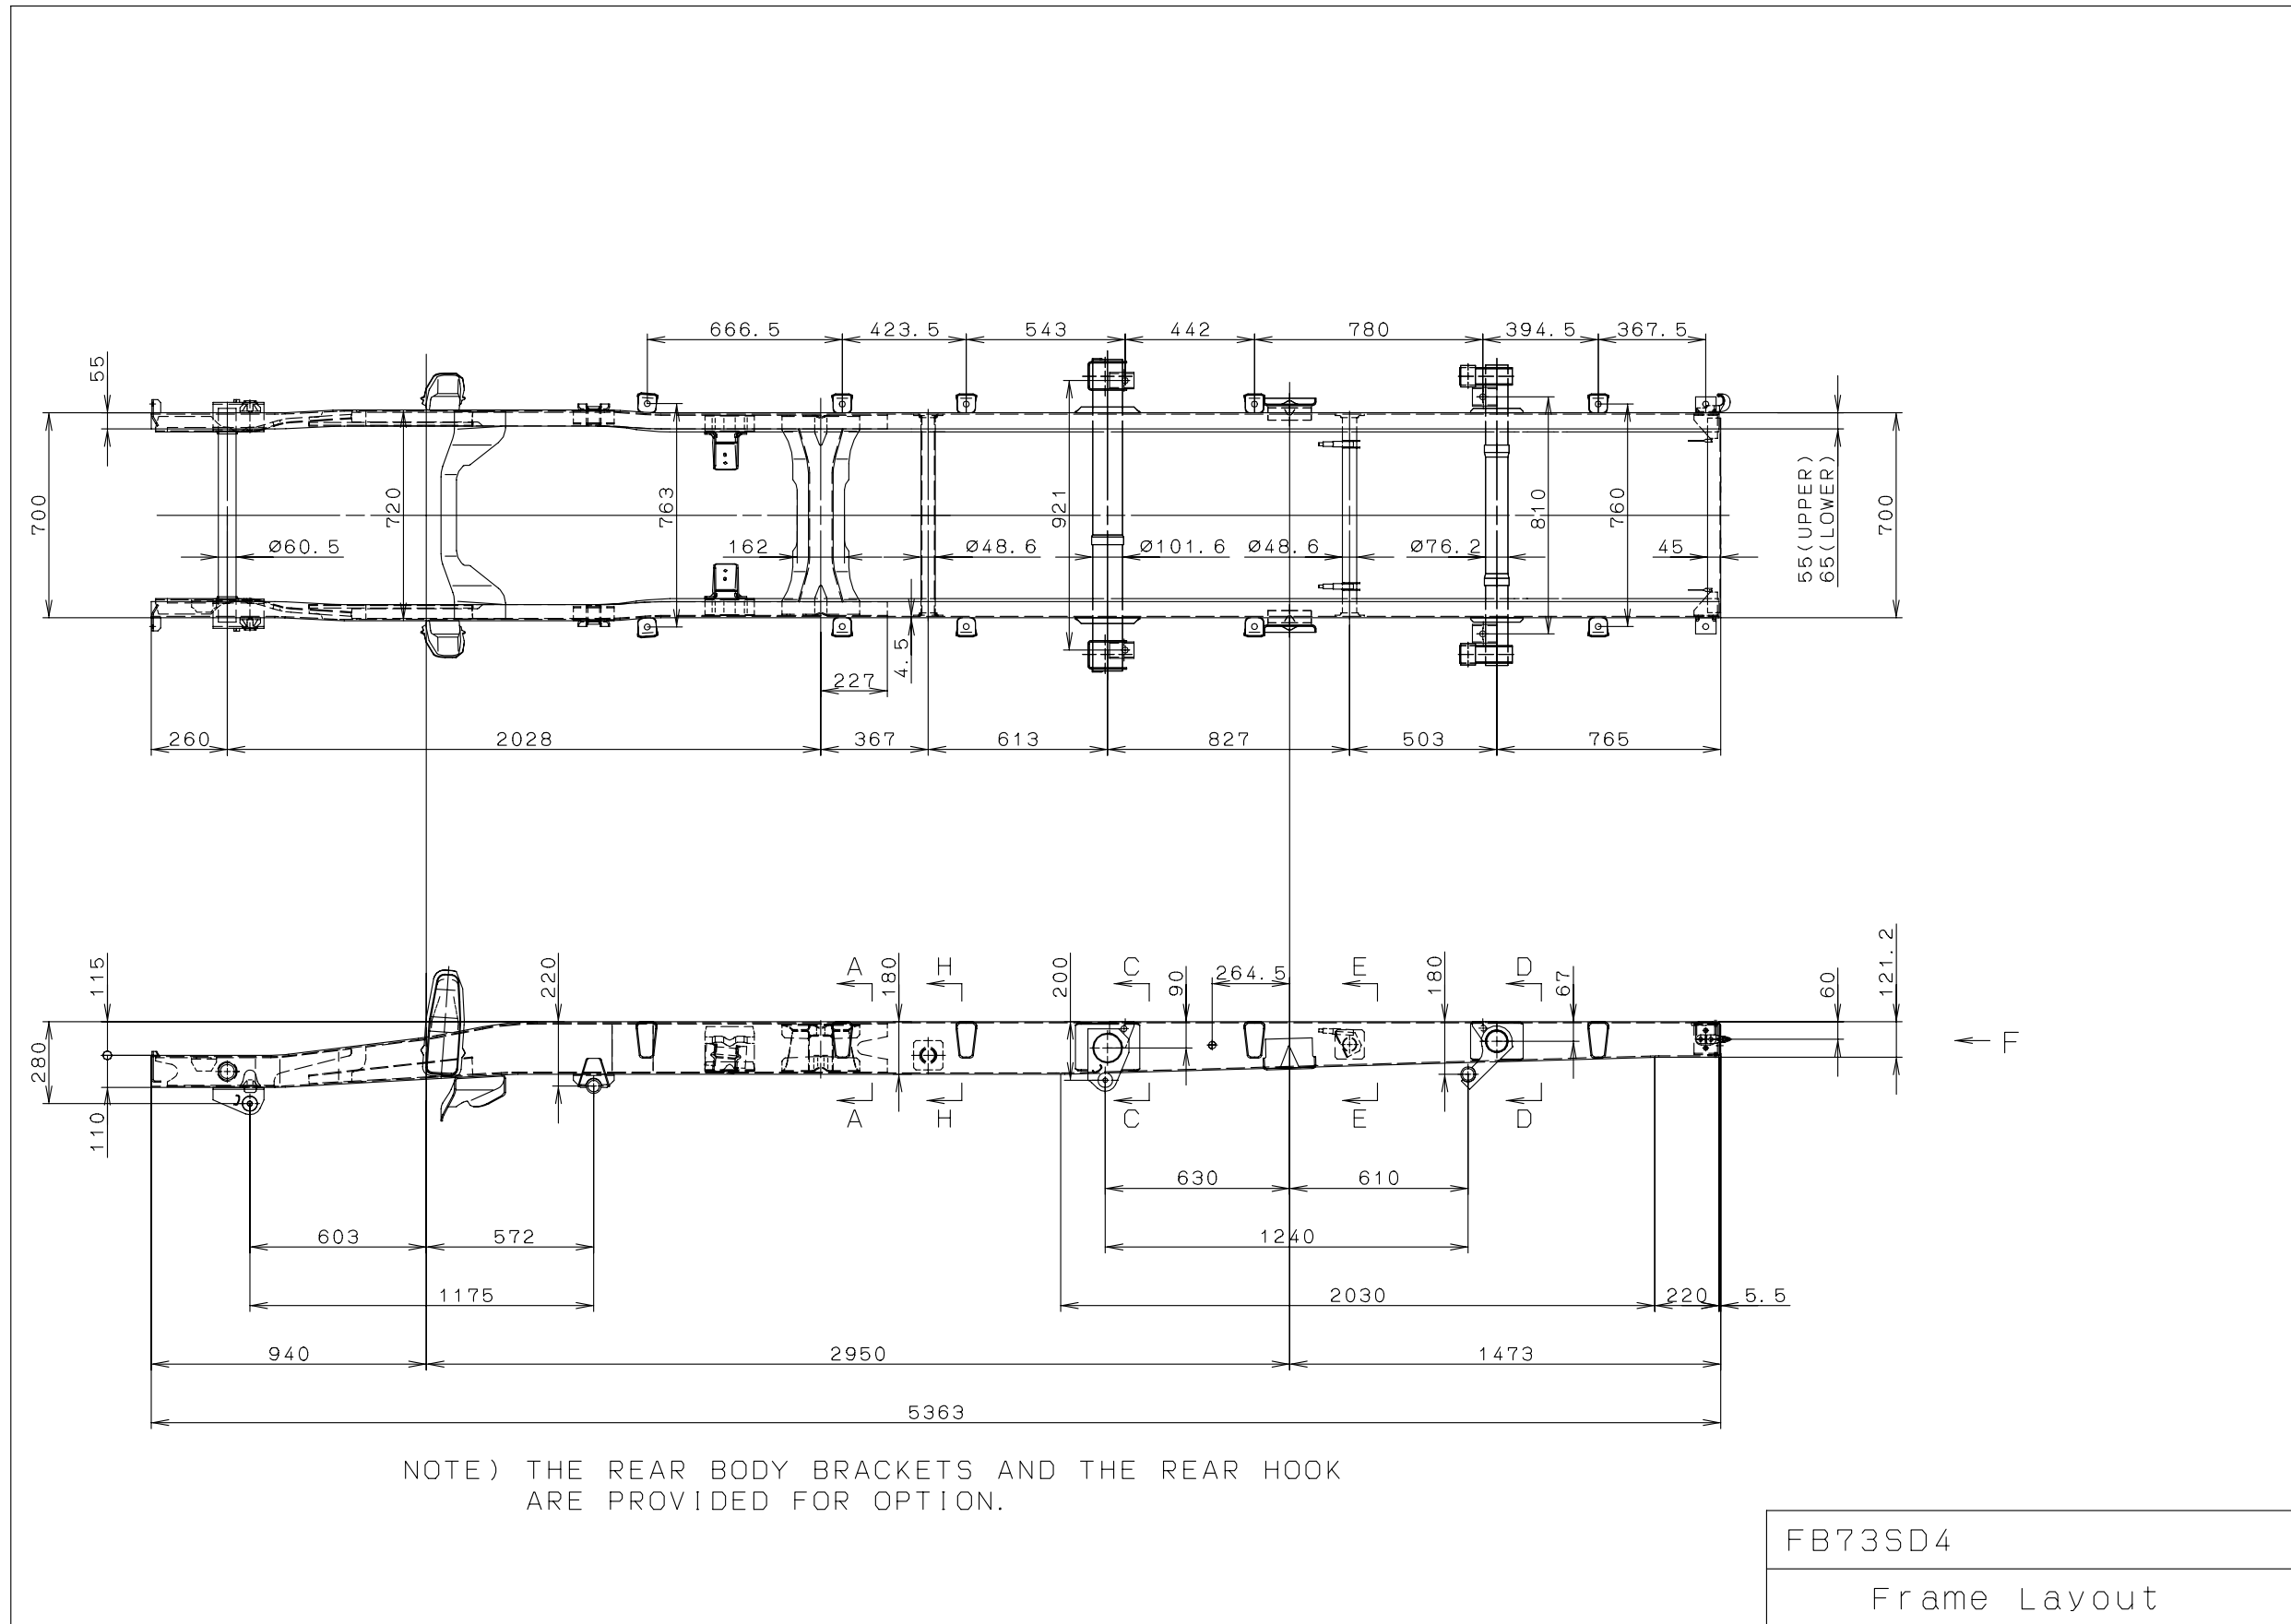 666.5 423.5 543 442 780 394.5 367.5
55
700
720
763
921
810
760
55(UPPER)
65(LOWER)
700
Ø60.5 162 Ø48.6 Ø101.6 Ø48.6 Ø76.2 45
4.5
227
260 2028 367 613 827 503 765
115
280
110
220
A H C E D
180
200
90
264.5
180
67
60
121.2
F
A H C E D
630 610
603 572 1240
1175 2030 220 5.5
940 2950 1473
5363
NOTE) THE REAR BODY BRACKETS AND THE REAR HOOK
ARE PROVIDED FOR OPTION.
FB73SD4
Frame Layout